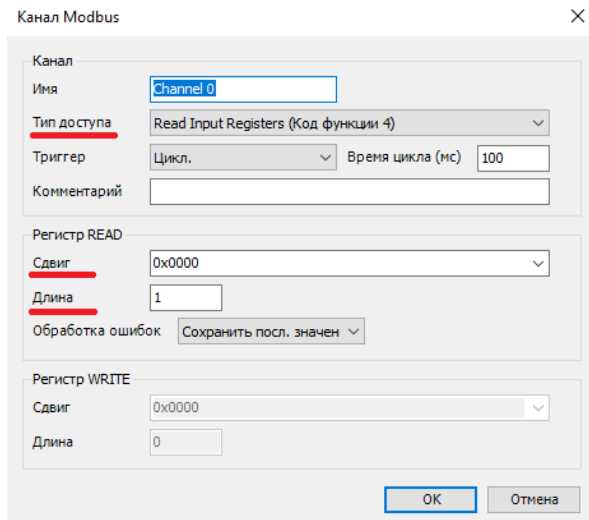 Канал Modbus
Канал
Имя Channel 0
Тип доступа Read Input Registers (Код функции 4)
Триггер Цикл. Время цикла (мс) 100
Комментарий
Регистр READ
Сдвиг 0x0000
Длина 1
Обработка ошибок Сохранить посл. значен
Регистр WRITE
Сдвиг 0x0000
Длина 0
OK Отмена